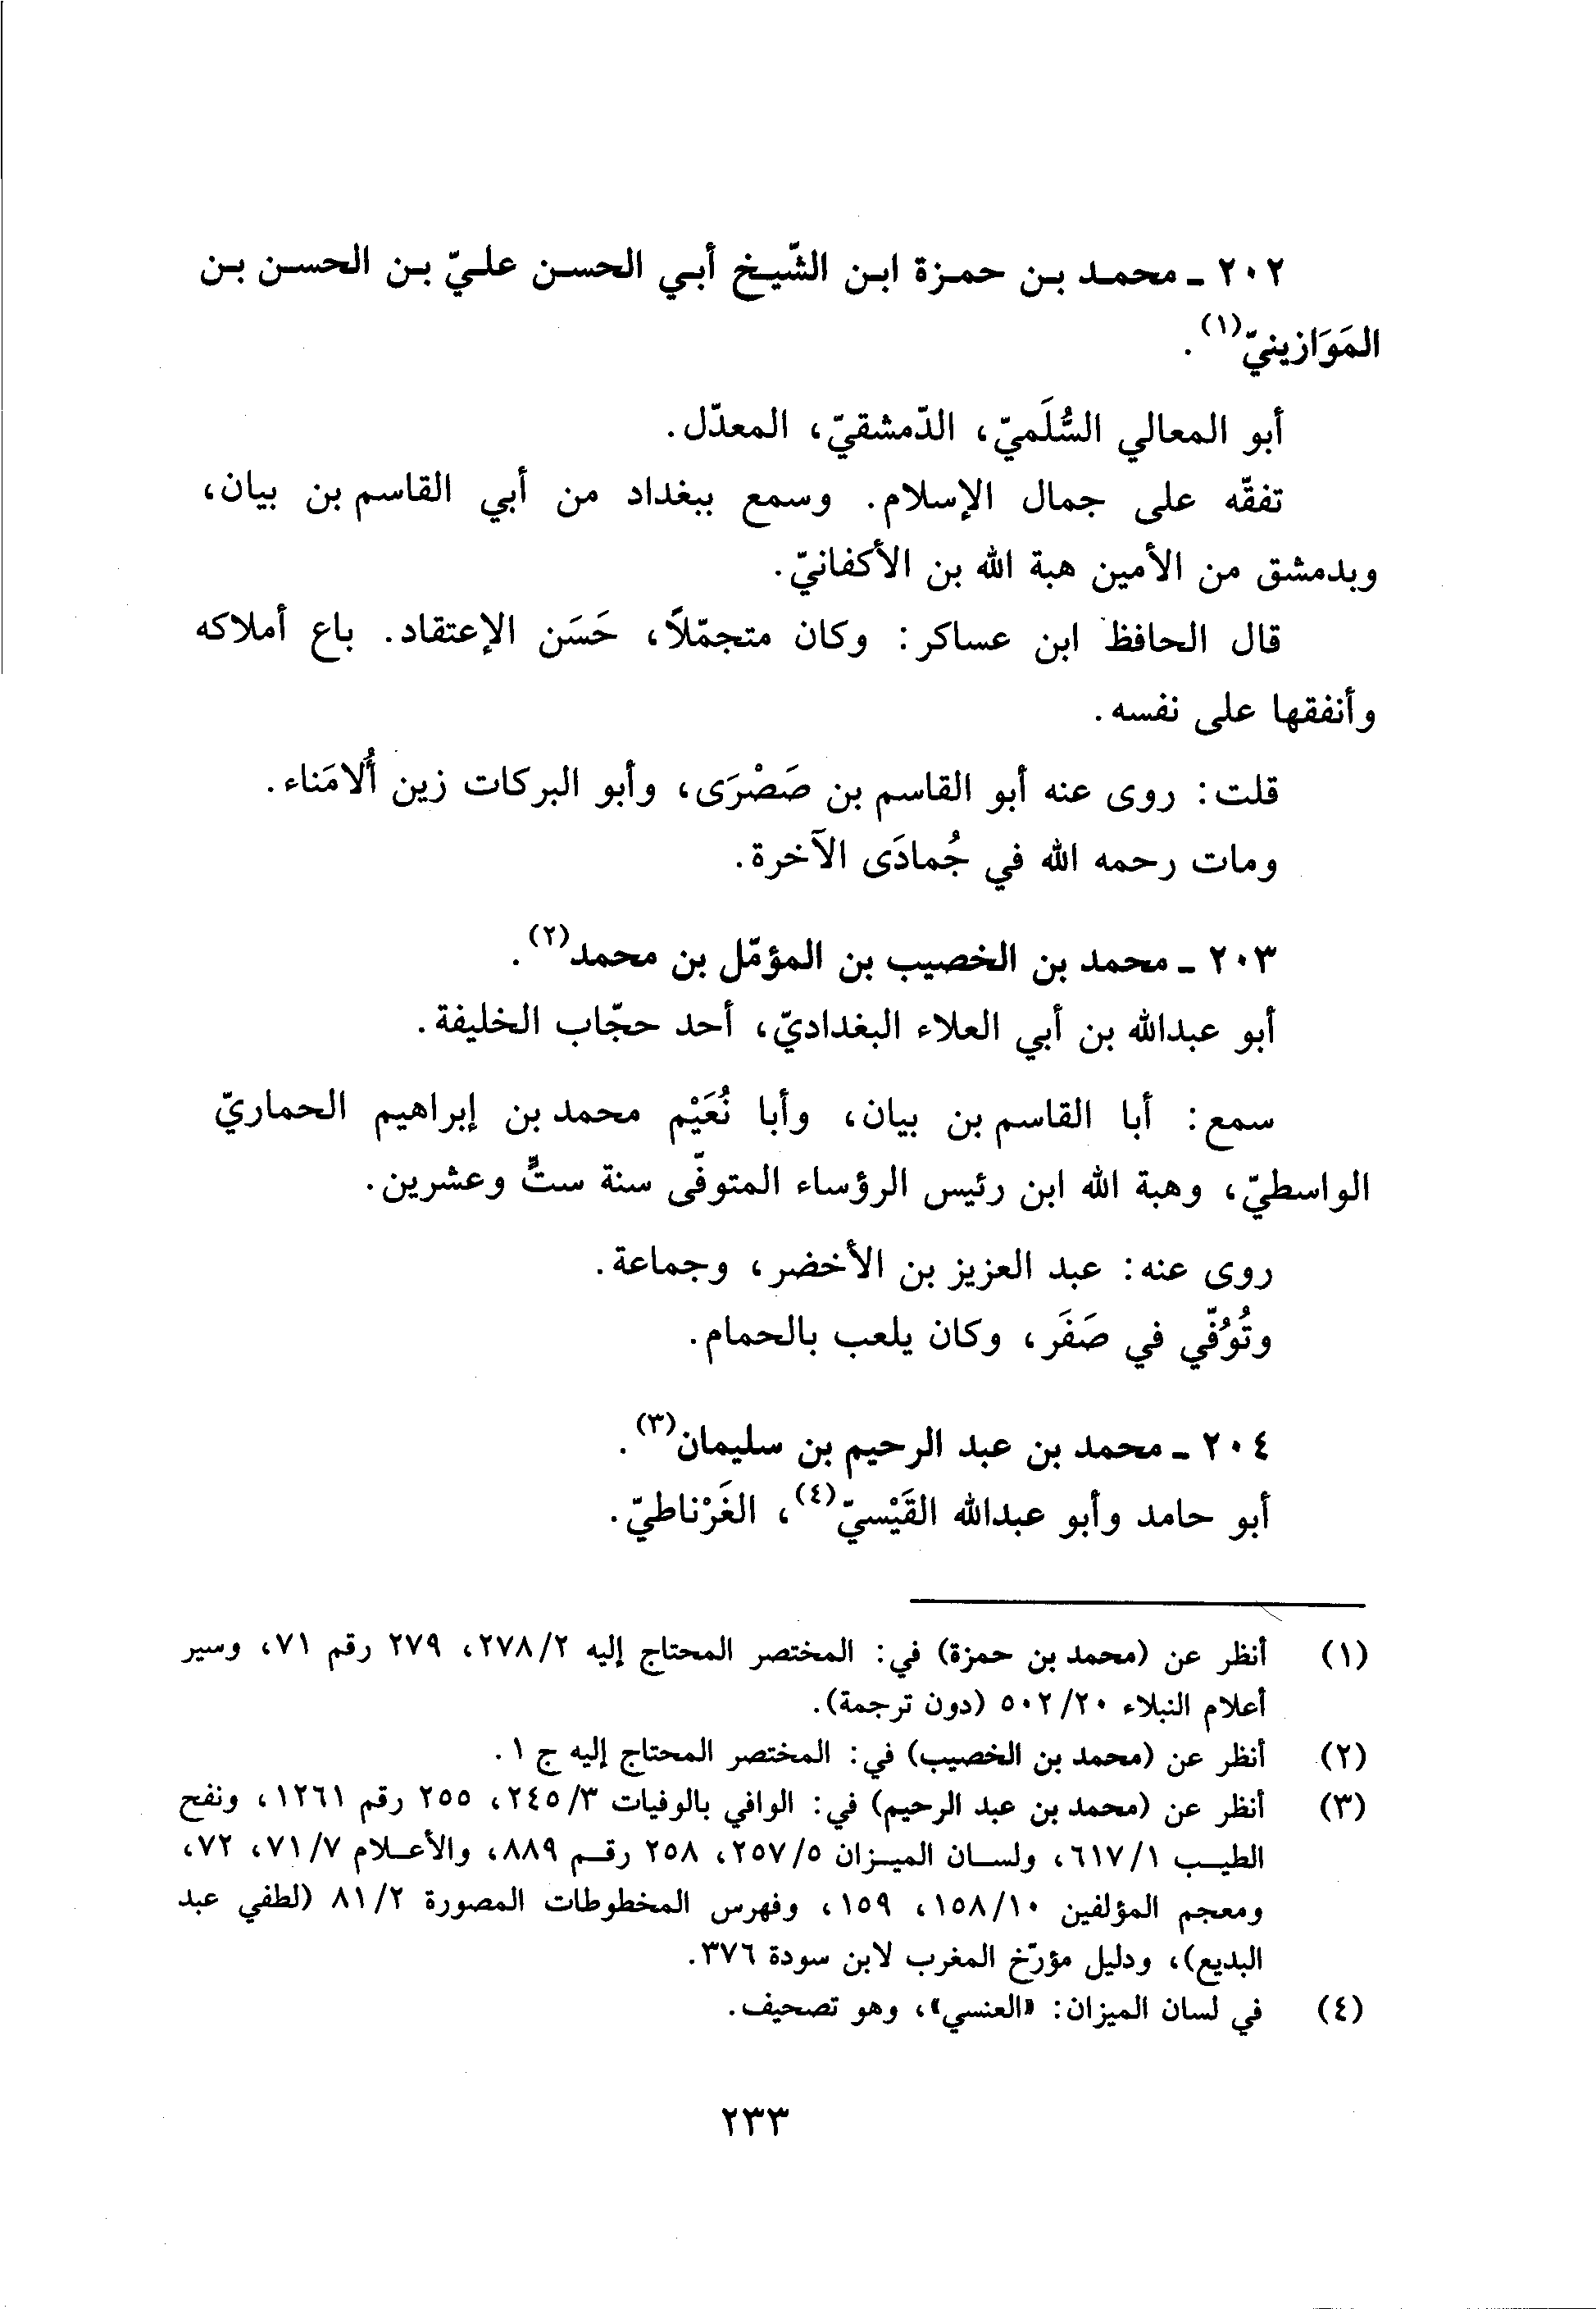 ٢٠٢ ـ محمد بن حمزة ابن الشّيخ أبي الحسن عليّ بن الحسن بن
المَوَازينيّ(١).
أبو المعالي السُّلَميّ، الدّمشقيّ، المعدّل.
تفقّه على جمال الإسلام. وسمع ببغداد من أبي القاسم بن بيان،
وبدمشق من الأمين هبة الله بن الأكفانيّ.
قال الحافظ ابن عساكر: وكان متجمّلاً، حَسَن الإعتقاد. باع أملاكه
وأنفقها على نفسه.
قلت: روى عنه أبو القاسم بن صَصْرَى، وأبو البركات زين أُلامَناء.
ومات رحمه الله في جُمادَى الآخرة.
٢٠٣ ـ محمد بن الخصيب بن المؤمّل بن محمد(٢).
أبو عبدالله بن أبي العلاء البغداديّ، أحد حجّاب الخليفة.
سمع: أبا القاسم بن بيان، وأبا نُعَيْم محمد بن إبراهيم الحماريّ
الواسطيّ، وهبة الله ابن رئيس الرؤساء المتوفّى سنة ستٍّ وعشرين.
روى عنه: عبد العزيز بن الأخضر، وجماعة.
وتُوُفّي في صَفَر، وكان يلعب بالحمام.
٢٠٤ ـ محمد بن عبد الرحيم بن سليمان(٣).
أبو حامد وأبو عبدالله القَيْسيّ(٤)، الغَرْناطيّ.
(١) أنظر عن (محمد بن حمزة) في: المختصر المحتاج إليه ٢٧٨/٢، ٢٧٩ رقم ٧١، وسير
أعلام النبلاء ٥٠٢/٢٠ (دون ترجمة).
(٢) أنظر عن (محمد بن الخصيب) في: المختصر المحتاج إليه ج ١.
(٣) أنظر عن (محمد بن عبد الرحيم) في: الوافي بالوفيات ٢٤٥/٣، ٢٥٥ رقم ١٢٦١، ونفح
الطيب ٦١٧/١، ولسان الميزان ٢٥٧/٥، ٢٥٨ رقم ٨٨٩، والأعلام ٧١/٧، ٧٢،
ومعجم المؤلفين ١٥٨/١٠، ١٥٩، وفهرس المخطوطات المصورة ٨١/٢ (لطفي عبد
البديع)، ودليل مؤرّخ المغرب لابن سودة ٣٧٦.
(٤) في لسان الميزان: «العنسي»، وهو تصحيف.
٢٣٣